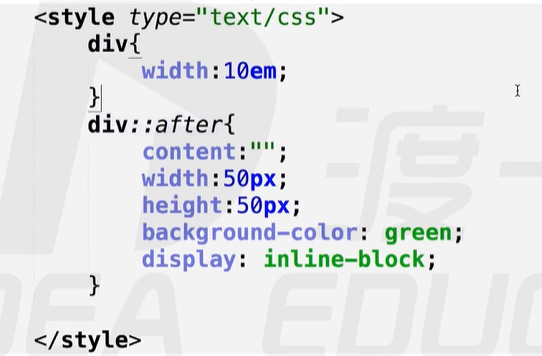 <style type="text/css">
div{
width:10em;
}
div::after{
content:"";
width:50px;
height:50px;
background-color: green;
display: inline-block;
}
</style>
渡一
DEA EDUC